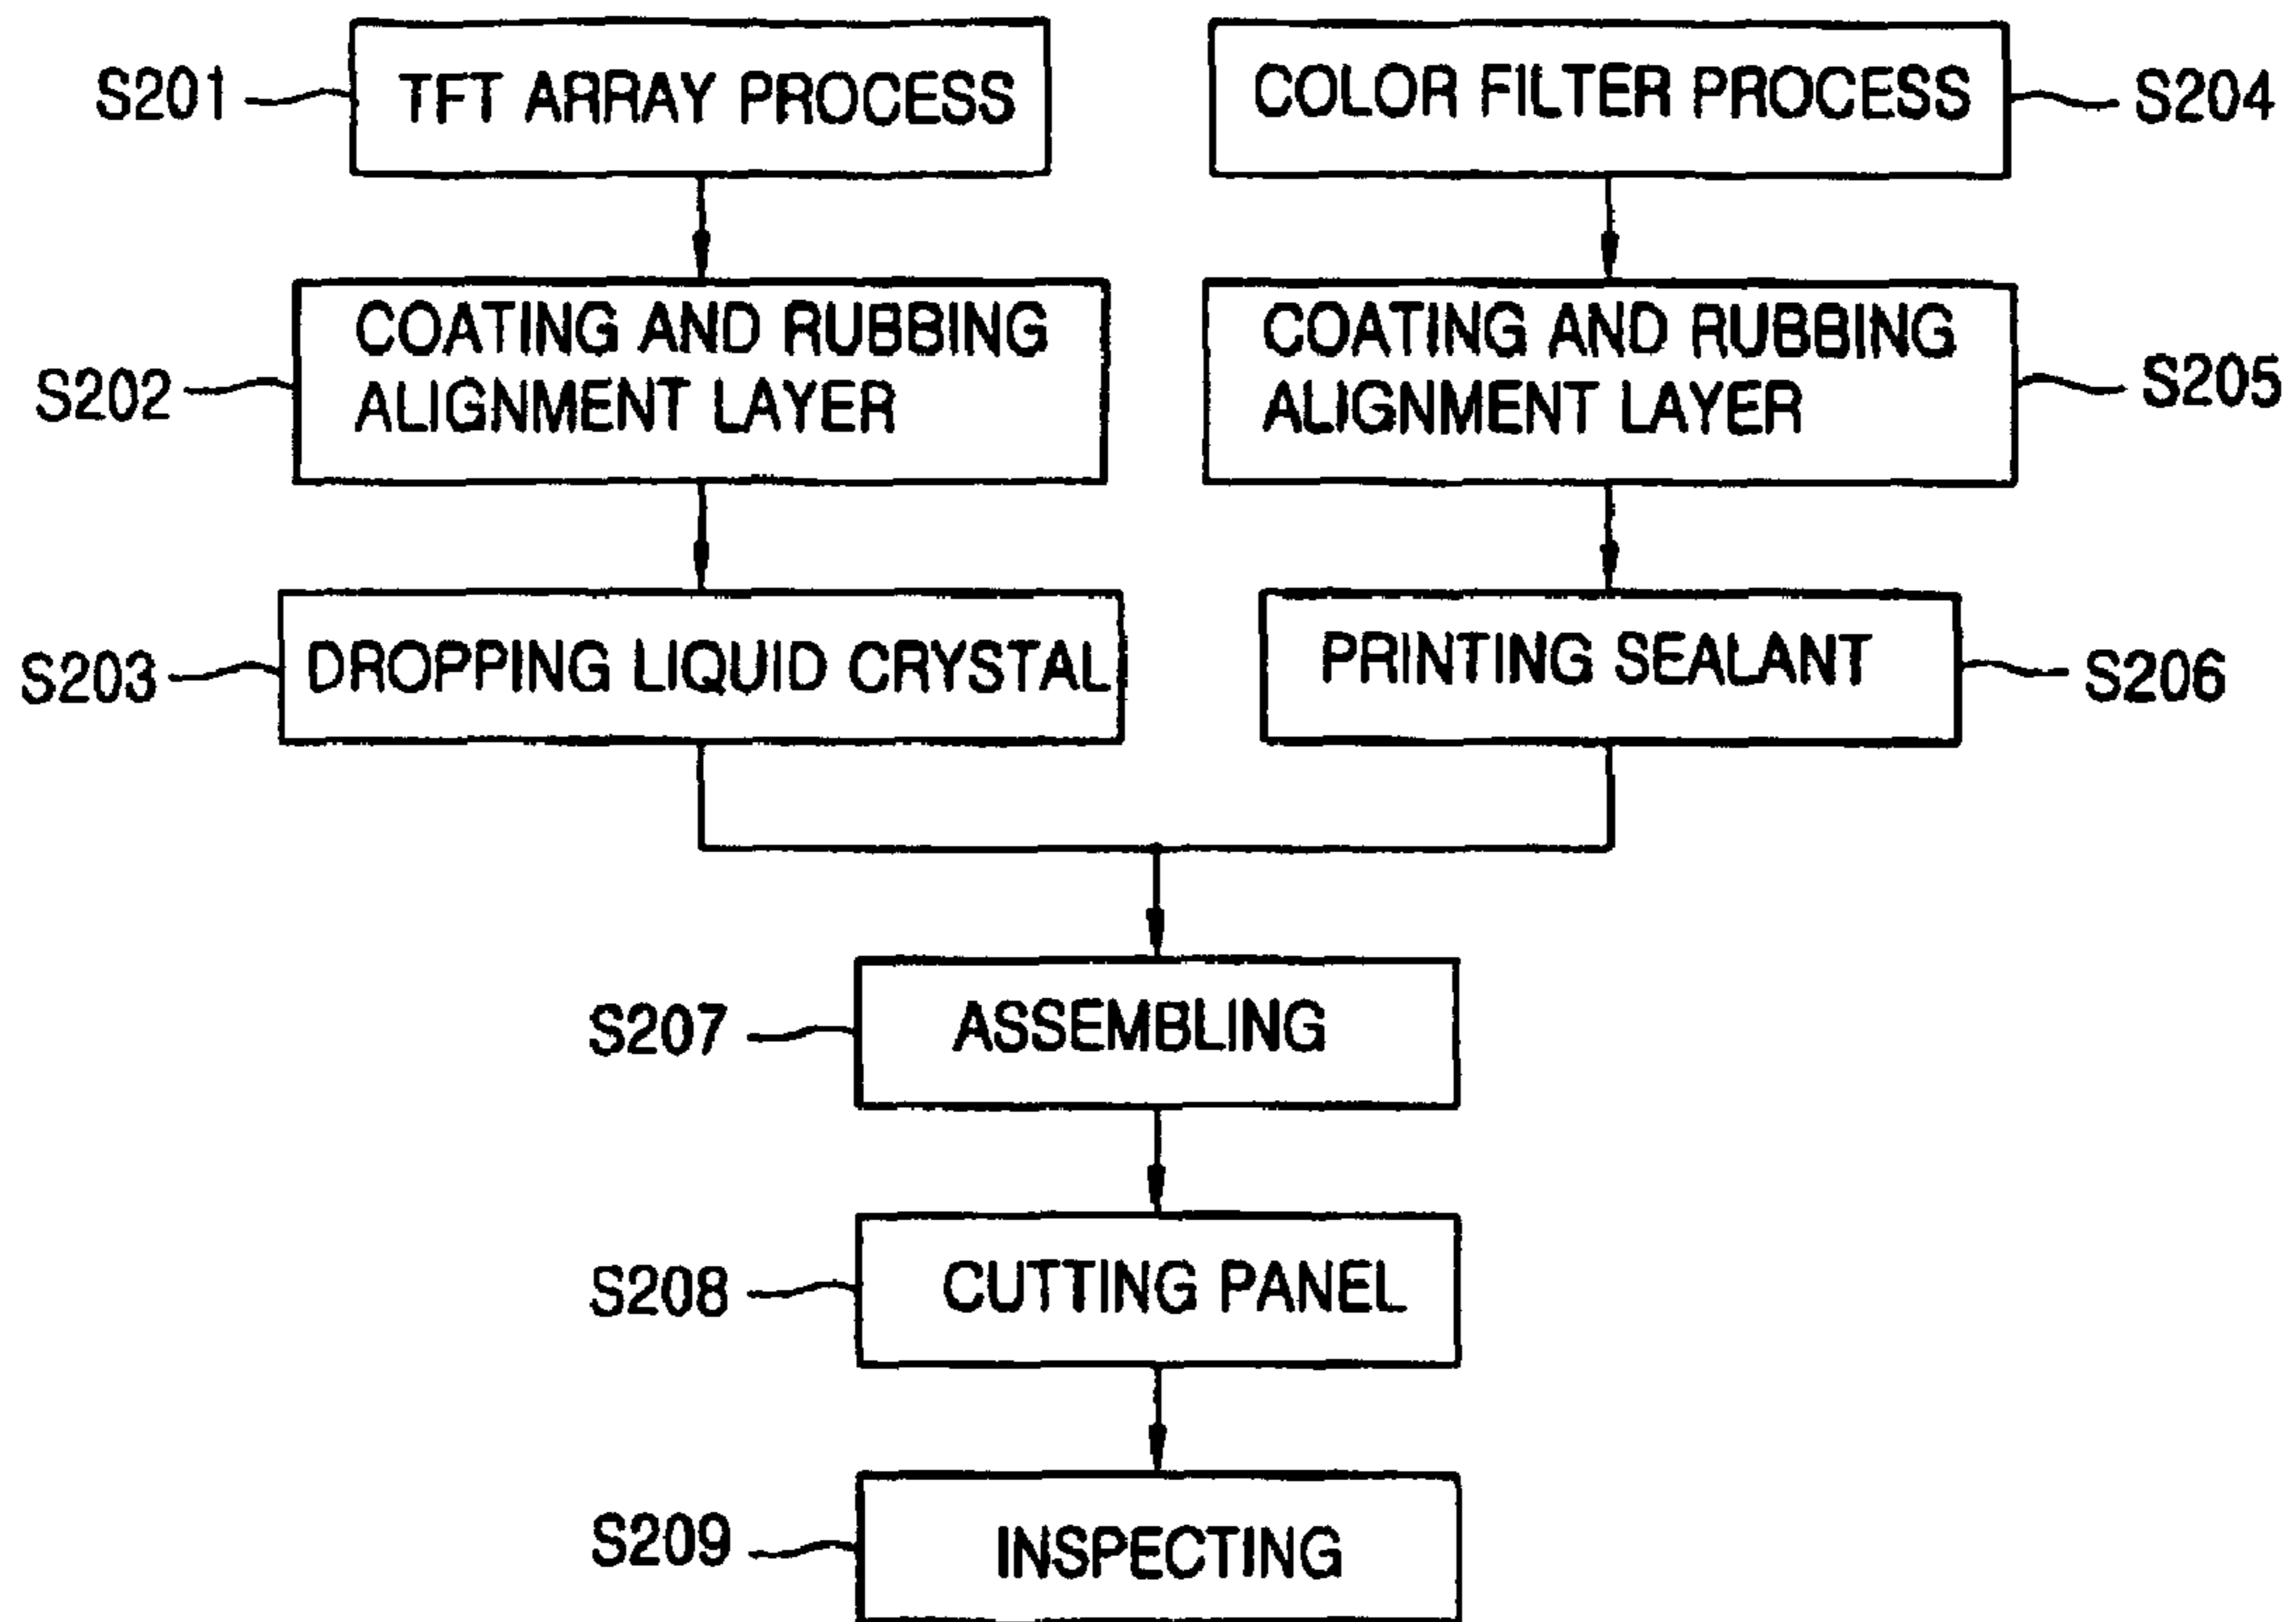 S201
TFT ARRAY PROCESS
COLOR FILTER PROCESS
S204
S202
COATING AND RUBBING
ALIGNMENT LAYER
COATING AND RUBBING
ALIGNMENT LAYER
S205
S203
DROPPING LIQUID CRYSTAL
PRINTING SEALANT
S206
S207
ASSEMBLING
S208
CUTTING PANEL
S209
INSPECTING